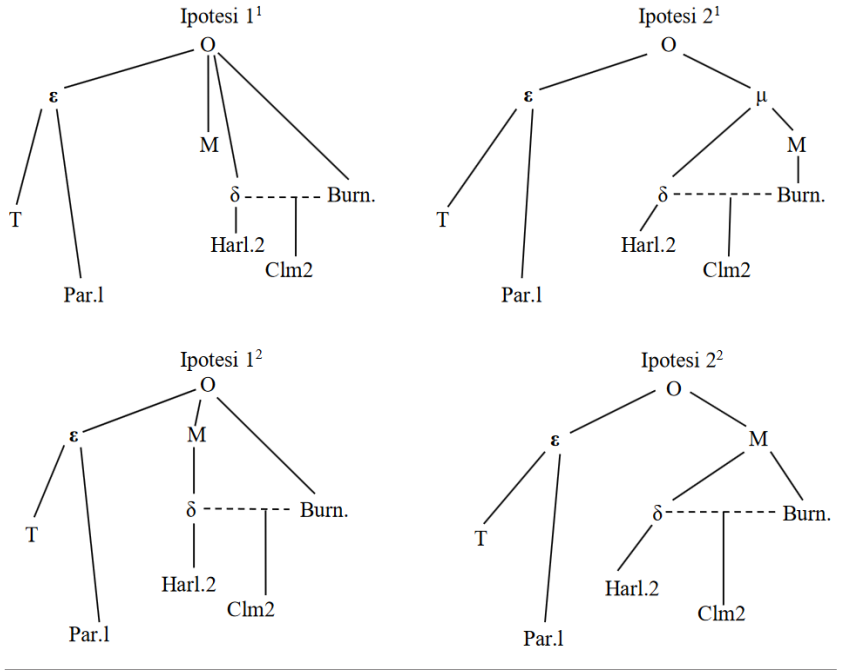 Ipotesi 1¹
O
ε
M
δ
Burn.
T
Harl.2
Clm2
Par.l
Ipotesi 2¹
O
ε
μ
M
δ
Burn.
T
Harl.2
Clm2
Par.l
Ipotesi 1²
O
ε
M
δ
Burn.
T
Harl.2
Clm2
Par.l
Ipotesi 2²
O
ε
M
δ
Burn.
T
Harl.2
Clm2
Par.l